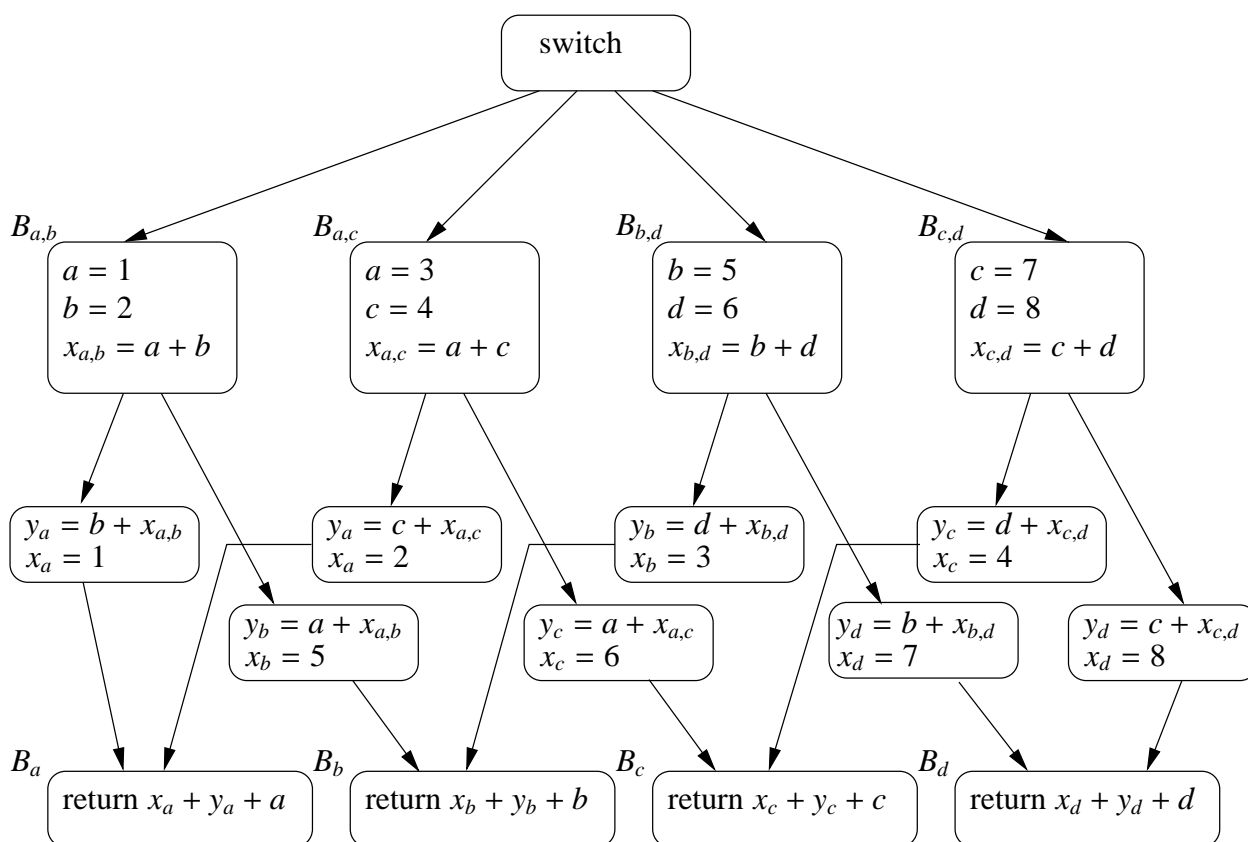 switch
B_{a,b}
a = 1
b = 2
x_{a,b} = a + b
B_{a,c}
a = 3
c = 4
x_{a,c} = a + c
B_{b,d}
b = 5
d = 6
x_{b,d} = b + d
B_{c,d}
c = 7
d = 8
x_{c,d} = c + d
y_a = b + x_{a,b}
x_a = 1
y_a = c + x_{a,c}
x_a = 2
y_b = d + x_{b,d}
x_b = 3
y_c = d + x_{c,d}
x_c = 4
y_b = a + x_{a,b}
x_b = 5
y_c = a + x_{a,c}
x_c = 6
y_d = b + x_{b,d}
x_d = 7
y_d = c + x_{c,d}
x_d = 8
B_a
return x_a + y_a + a
B_b
return x_b + y_b + b
B_c
return x_c + y_c + c
B_d
return x_d + y_d + d